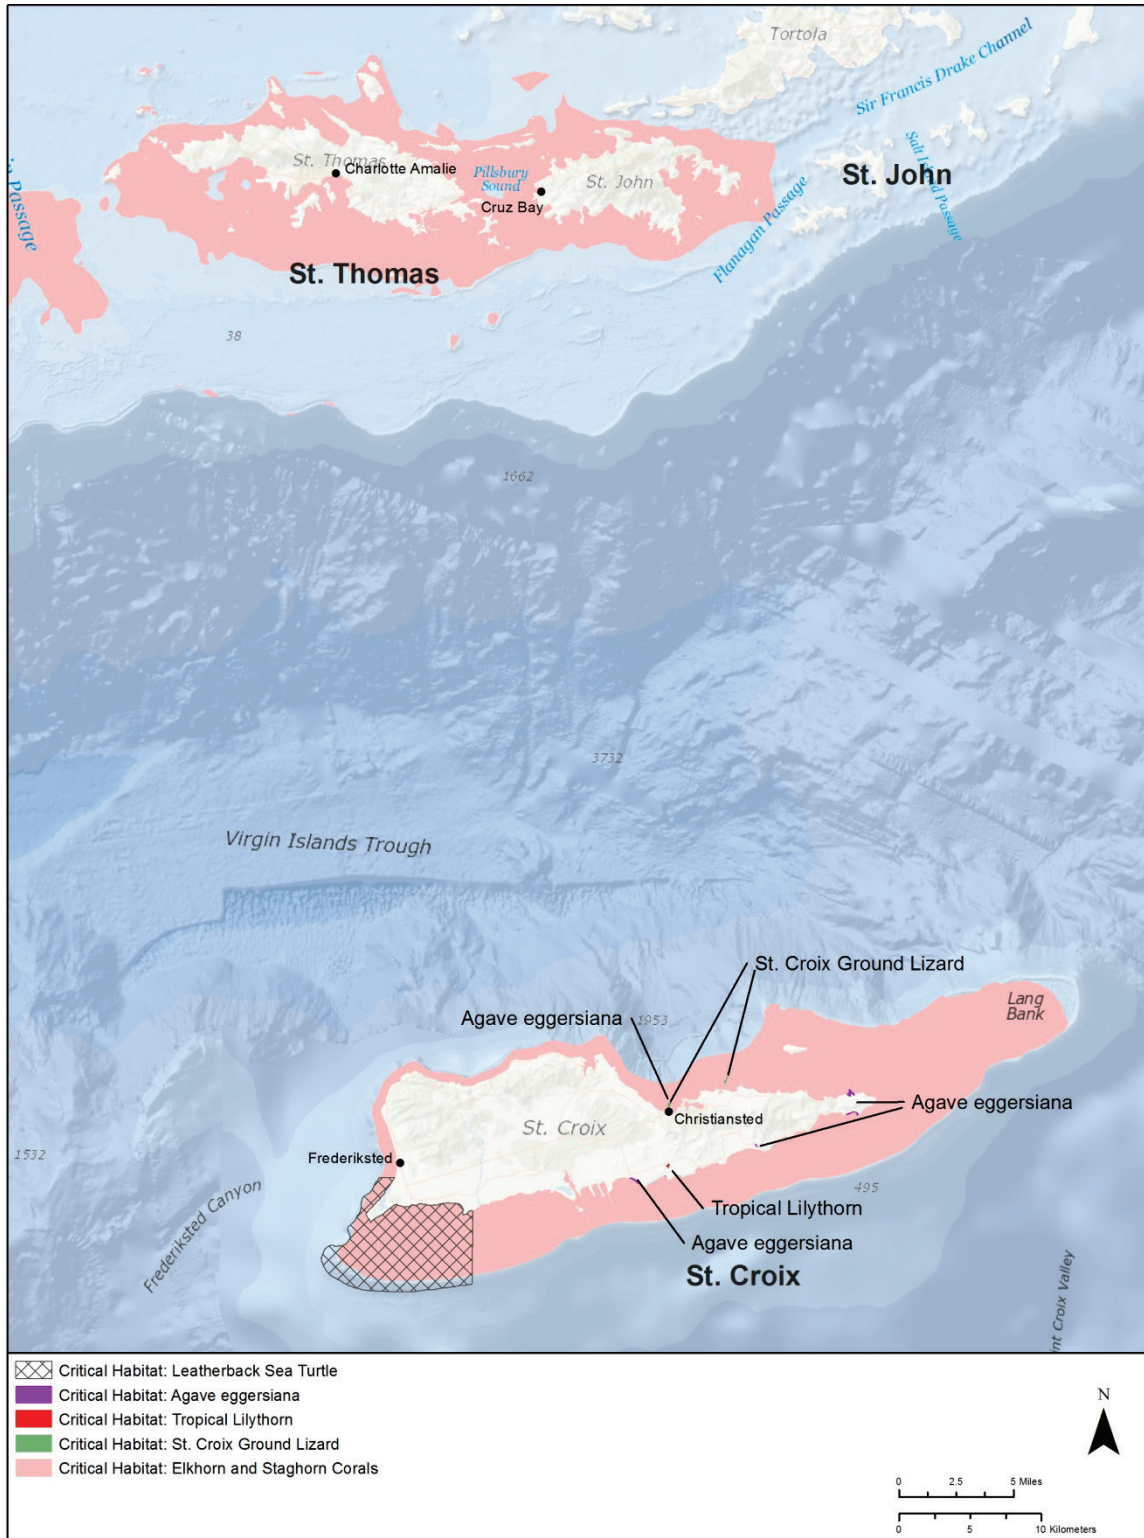 Tortola
Sir Francis Drake Channel
St. Thomas
Charlotte Amalie
Pillsbury
Sound
St. John
Cruz Bay
Salt Island Passage
St. John
Flanagan Passage
Passage
St. Thomas
38
1662
3732
Virgin Islands Trough
St. Croix Ground Lizard
Lang
Bank
Agave eggersiana
1953
Agave eggersiana
Christiansted
St. Croix
Frederiksted
1532
495
Frederiksted Canyon
Tropical Lilythorn
Agave eggersiana
St. Croix
int Croix Valley
Critical Habitat: Leatherback Sea Turtle
Critical Habitat: Agave eggersiana
Critical Habitat: Tropical Lilythorn
Critical Habitat: St. Croix Ground Lizard
Critical Habitat: Elkhorn and Staghorn Corals
N
0 2.5 5 Miles
0 5 10 Kilometers